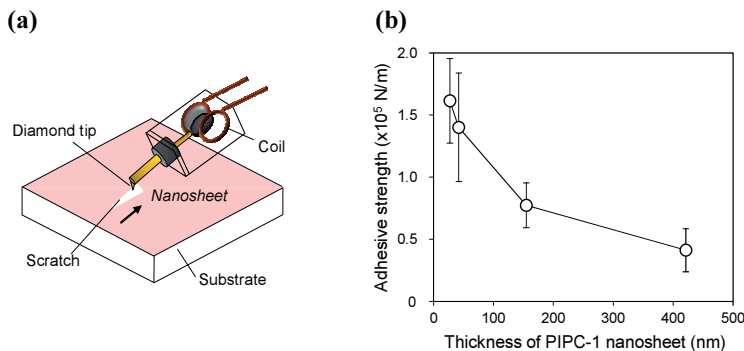 (a)
Diamond tip
Coil
Nanosheet
Scratch
Substrate
(b)
Adhesive strength (x10⁵ N/m)
2.0
1.5
1.0
0.5
0
0 100 200 300 400 500
Thickness of PIPC-1 nanosheet (nm)